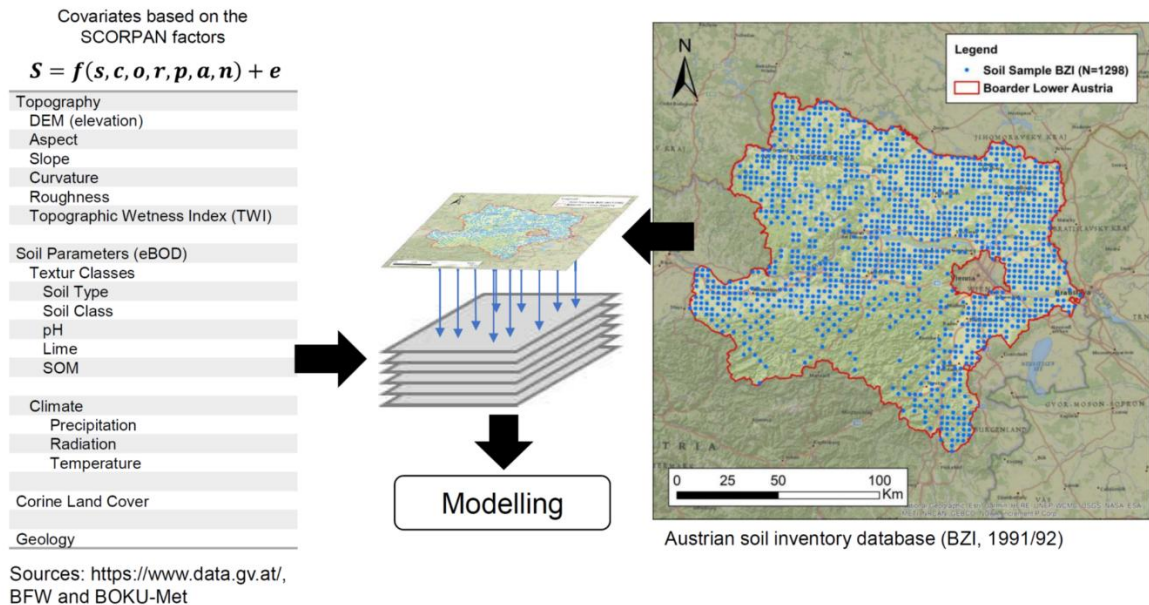 Covariates based on the
SCORPAN factors
S = f(s, c, o, r, p, a, n) + e
Topography
DEM (elevation)
Aspect
Slope
Curvature
Roughness
Topographic Wetness Index (TWI)
Soil Parameters (eBOD)
Textur Classes
Soil Type
Soil Class
pH
Lime
SOM
Climate
Precipitation
Radiation
Temperature
Corine Land Cover
Geology
Sources: https://www.data.gv.at/,
BFW and BOKU-Met
Modelling
N
Legend
Soil Sample BZI (N=1298)
Boarder Lower Austria
0 25 50 100
Km
Austrian soil inventory database (BZI, 1991/92)